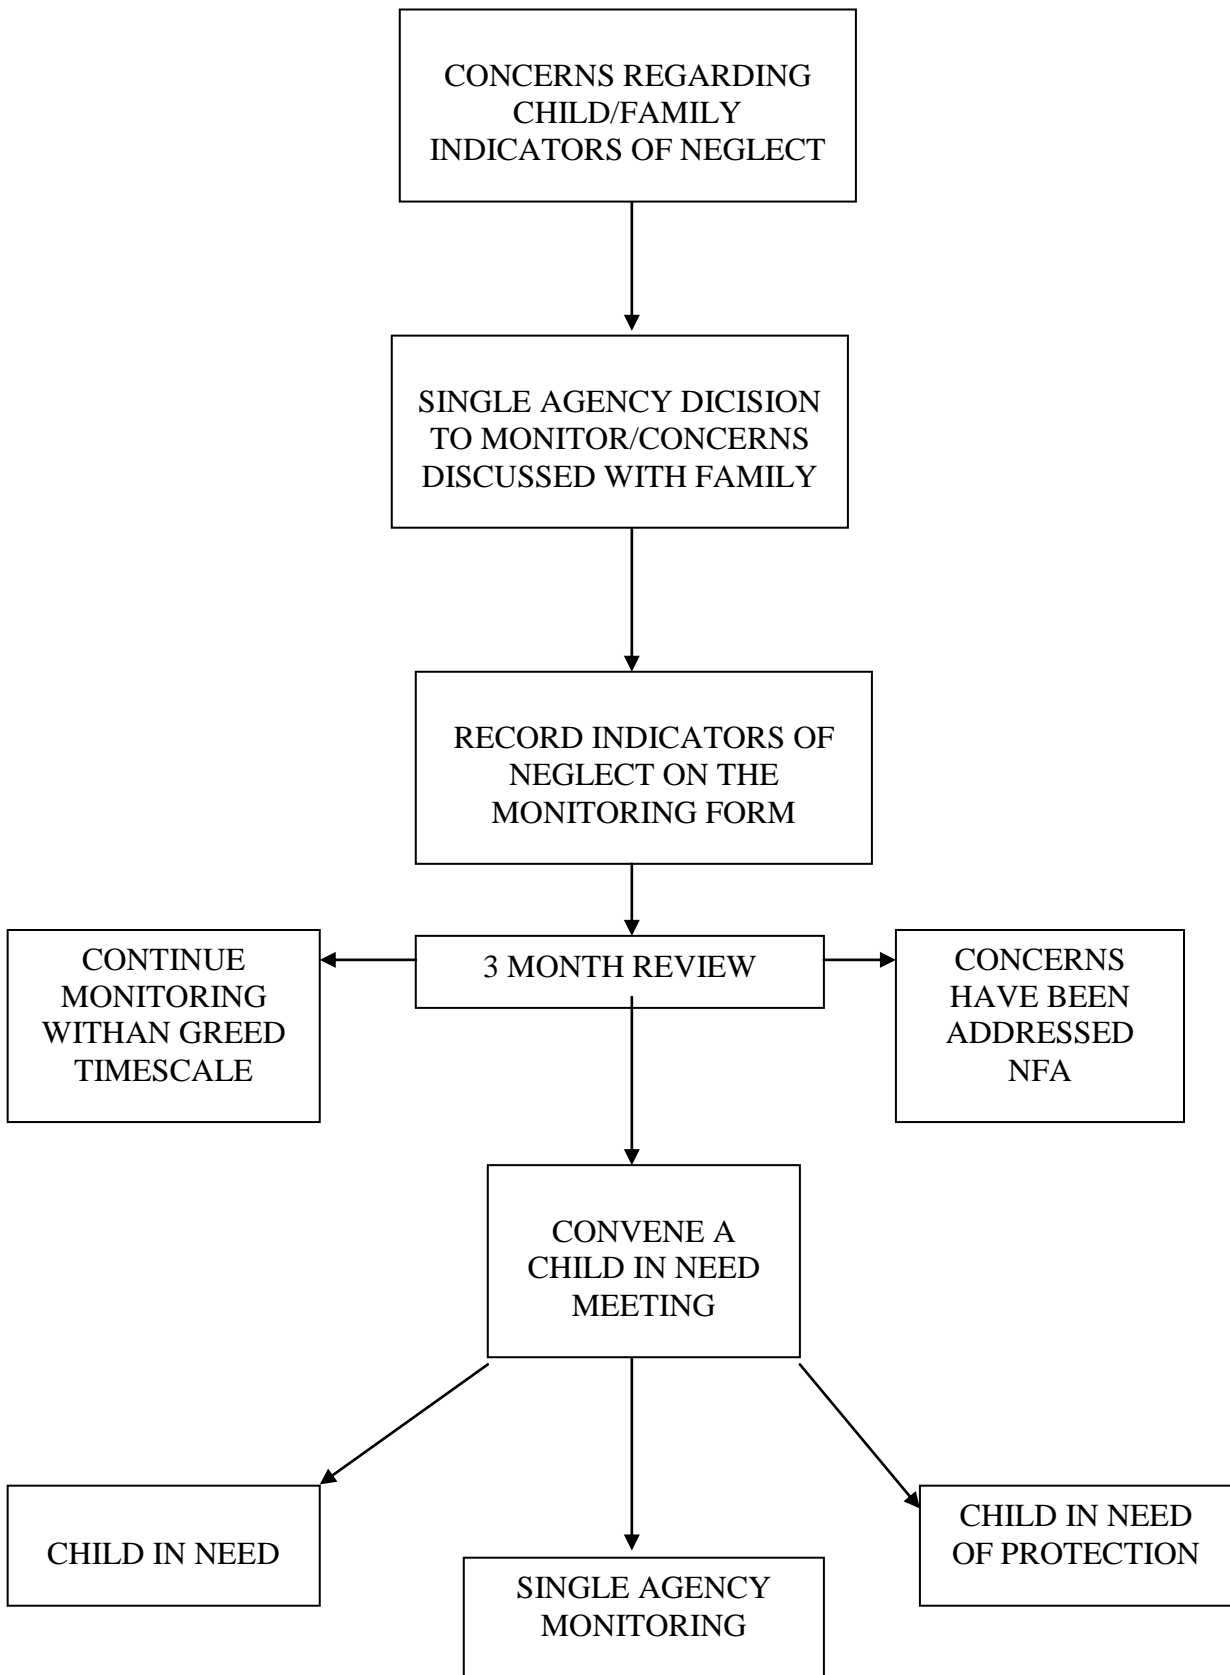 CONCERNS REGARDING
CHILD/FAMILY
INDICATORS OF NEGLECT
SINGLE AGENCY DICISION
TO MONITOR/CONCERNS
DISCUSSED WITH FAMILY
RECORD INDICATORS OF
NEGLECT ON THE
MONITORING FORM
CONTINUE
MONITORING
WITHAN GREED
TIMESCALE
3 MONTH REVIEW
CONCERNS
HAVE BEEN
ADDRESSED
NFA
CONVENE A
CHILD IN NEED
MEETING
CHILD IN NEED
SINGLE AGENCY
MONITORING
CHILD IN NEED
OF PROTECTION